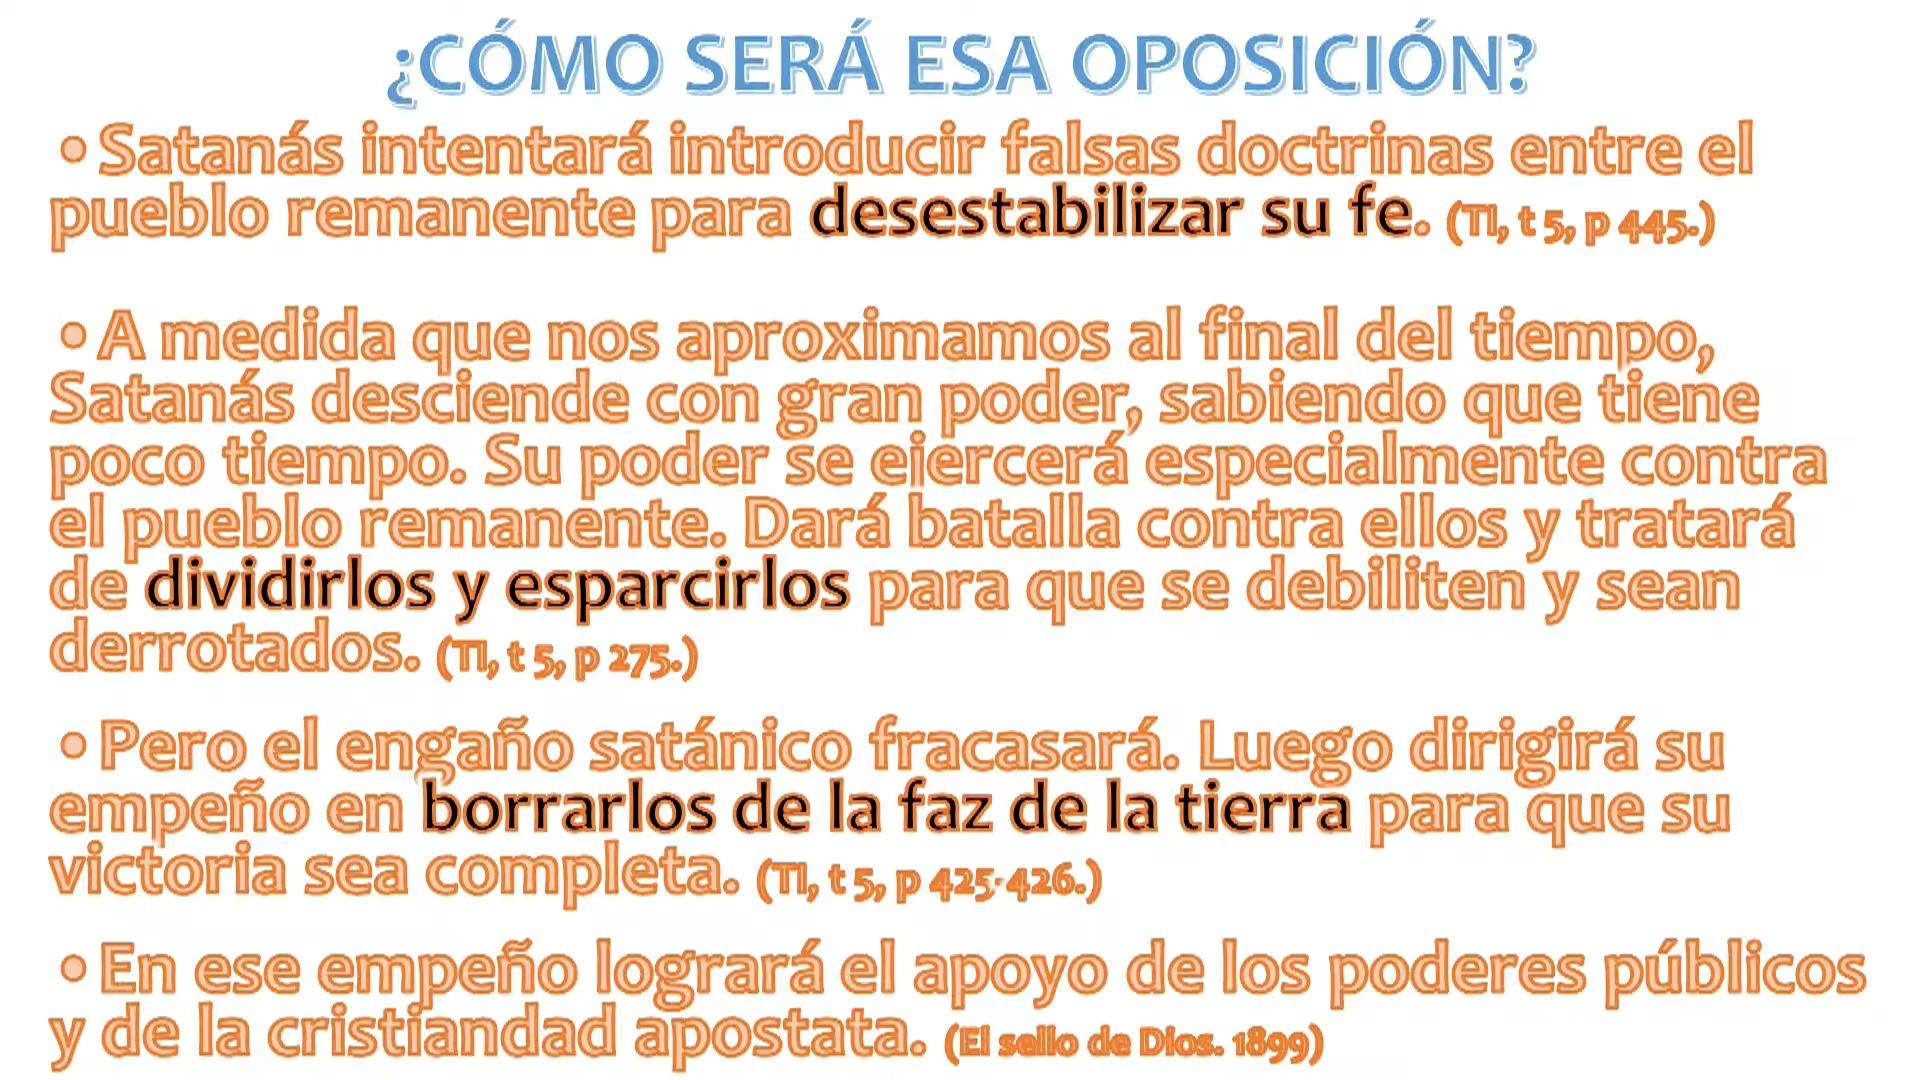 ¿CÓMO SERÁ ESA OPOSICIÓN?
• Satanás intentará introducir falsas doctrinas entre el
pueblo remanente para desestabilizar su fe. (TI, t 5, p 445.)
• A medida que nos aproximamos al final del tiempo,
Satanás desciende con gran poder, sabiendo que tiene
poco tiempo. Su poder se ejercerá especialmente contra
el pueblo remanente. Dará batalla contra ellos y tratará
de dividirlos y esparcirlos para que se debiliten y sean
derrotados. (TI, t 5, p 275.)
• Pero el engaño satánico fracasará. Luego dirigirá su
empeño en borrarlos de la faz de la tierra para que su
victoria sea completa. (TI, t 5, p 425-426.)
• En ese empeño logrará el apoyo de los poderes públicos
y de la cristiandad apostata. (El sello de Dios. 1899)